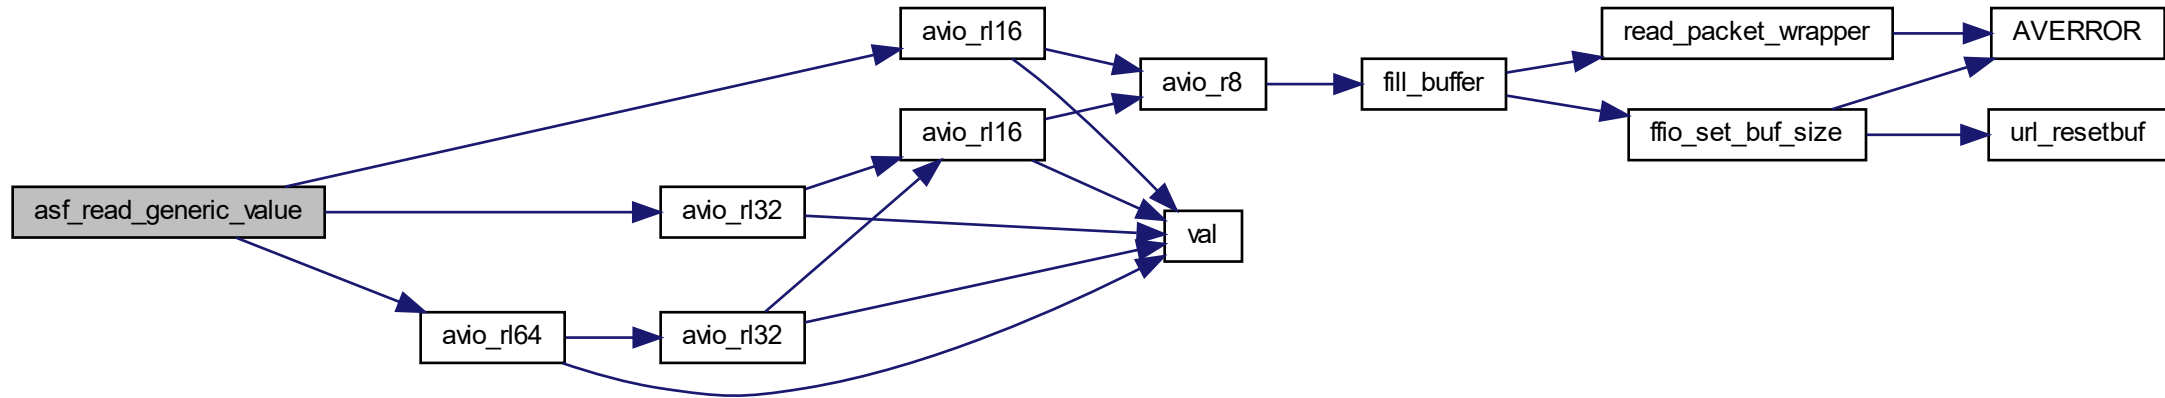 asf_read_generic_value
avio_rl16
avio_rl16
avio_rl32
avio_rl64
avio_rl32
avio_r8
val
fill_buffer
read_packet_wrapper
ffio_set_buf_size
AVERROR
url_resetbuf